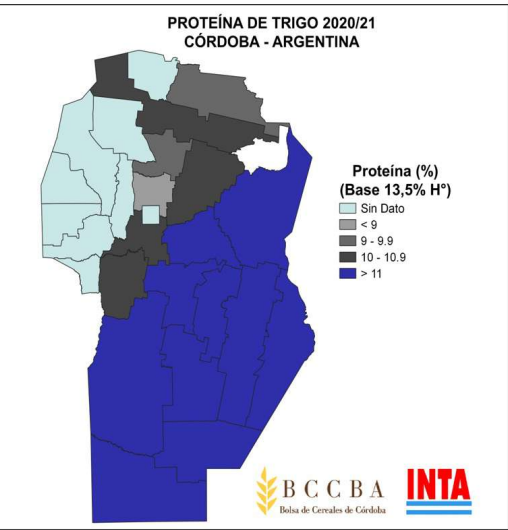 PROTEÍNA DE TRIGO 2020/21
CÓRDOBA - ARGENTINA
Proteína (%)
(Base 13,5% H°)
Sin Dato
< 9
9 - 9.9
10 - 10.9
> 11
BCCBA
Bolsa de Cereales de Córdoba
INTA